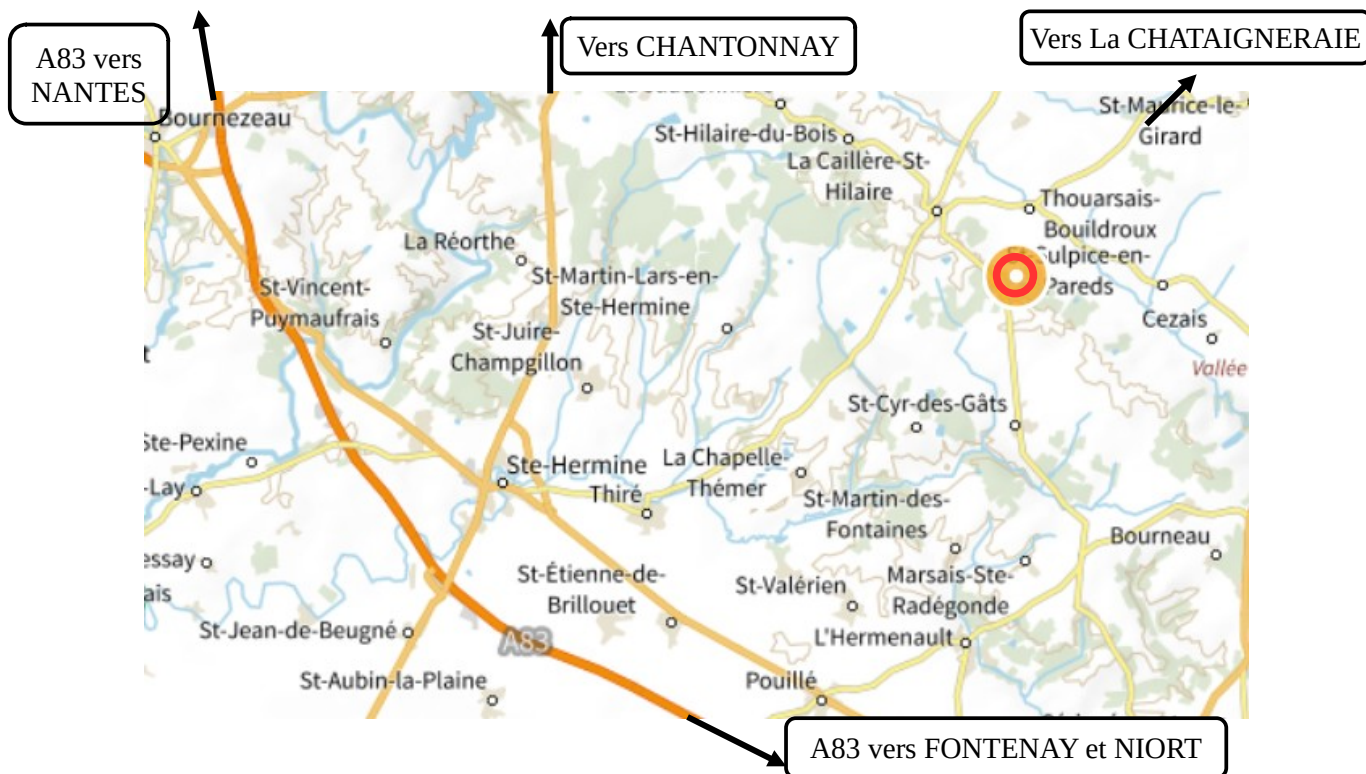 A83 vers
NANTES
Vers CHANTONNAY
Vers La CHATAIGNERAIE
Bournezeau
St-Hilaire-du-Bois
St-Maurice-le-
Girard
La Caillère-St-
Hilaire
Thouarsais-
Bouildroux
La Réorthe
St-Sulpice-en-
Pareds
St-Martin-Lars-en-
Ste-Hermine
St-Vincent-
Puymaufrais
Cezais
St-Juire-
Champgillon
Vallée
St-Cyr-des-Gâts
Ste-Pexine
Ste-Hermine
La Chapelle-
Thémer
Thiré
-Lay
St-Martin-des-
Fontaines
Bourneau
essay
ais
St-Étienne-de-
Brillouet
St-Valérien
Marsais-Ste-
Radégonde
St-Jean-de-Beugné
A83
L'Hermenault
St-Aubin-la-Plaine
Pouillé
A83 vers FONTENAY et NIORT